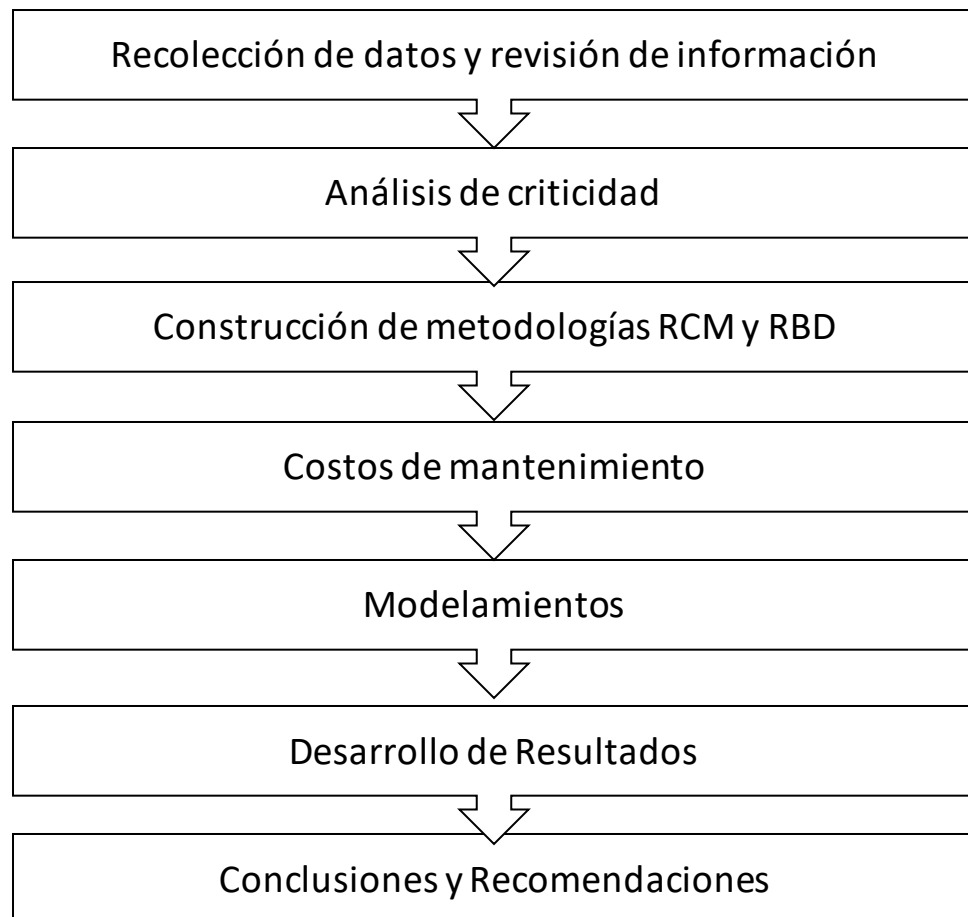 Recolección de datos y revisión de información
Análisis de criticidad
Construcción de metodologías RCM y RBD
Costos de mantenimiento
Modelamientos
Desarrollo de Resultados
Conclusiones y Recomendaciones